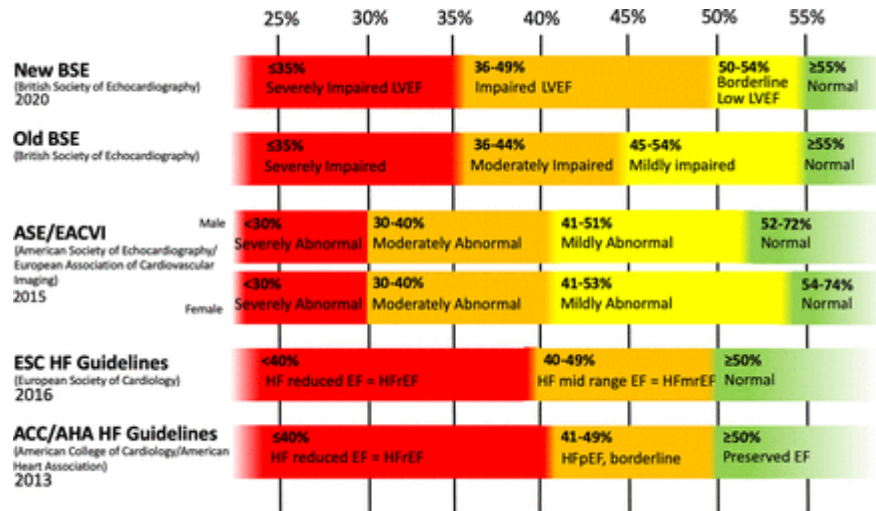 25% 30% 35% 40% 45% 50% 55%
New BSE
(British Society of Echocardiography)
2020
≤35%
Severely Impaired LVEF
36-49%
Impaired LVEF
50-54%
Borderline
Low LVEF
≥55%
Normal
Old BSE
(British Society of Echocardiography)
≤35%
Severely Impaired
36-44%
Moderately Impaired
45-54%
Mildly impaired
≥55%
Normal
ASE/EACVI
(American Society of Echocardiography/
European Association of Cardiovascular
Imaging)
2015
Male
<30%
Severely Abnormal
30-40%
Moderately Abnormal
41-51%
Mildly Abnormal
52-72%
Normal
Female
<30%
Severely Abnormal
30-40%
Moderately Abnormal
41-53%
Mildly Abnormal
54-74%
Normal
ESC HF Guidelines
(European Society of Cardiology)
2016
<40%
HF reduced EF = HFrEF
40-49%
HF mid range EF = HFmrEF
≥50%
Normal
ACC/AHA HF Guidelines
(American College of Cardiology/American
Heart Association)
2013
≤40%
HF reduced EF = HFrEF
41-49%
HFpEF, borderline
≥50%
Preserved EF